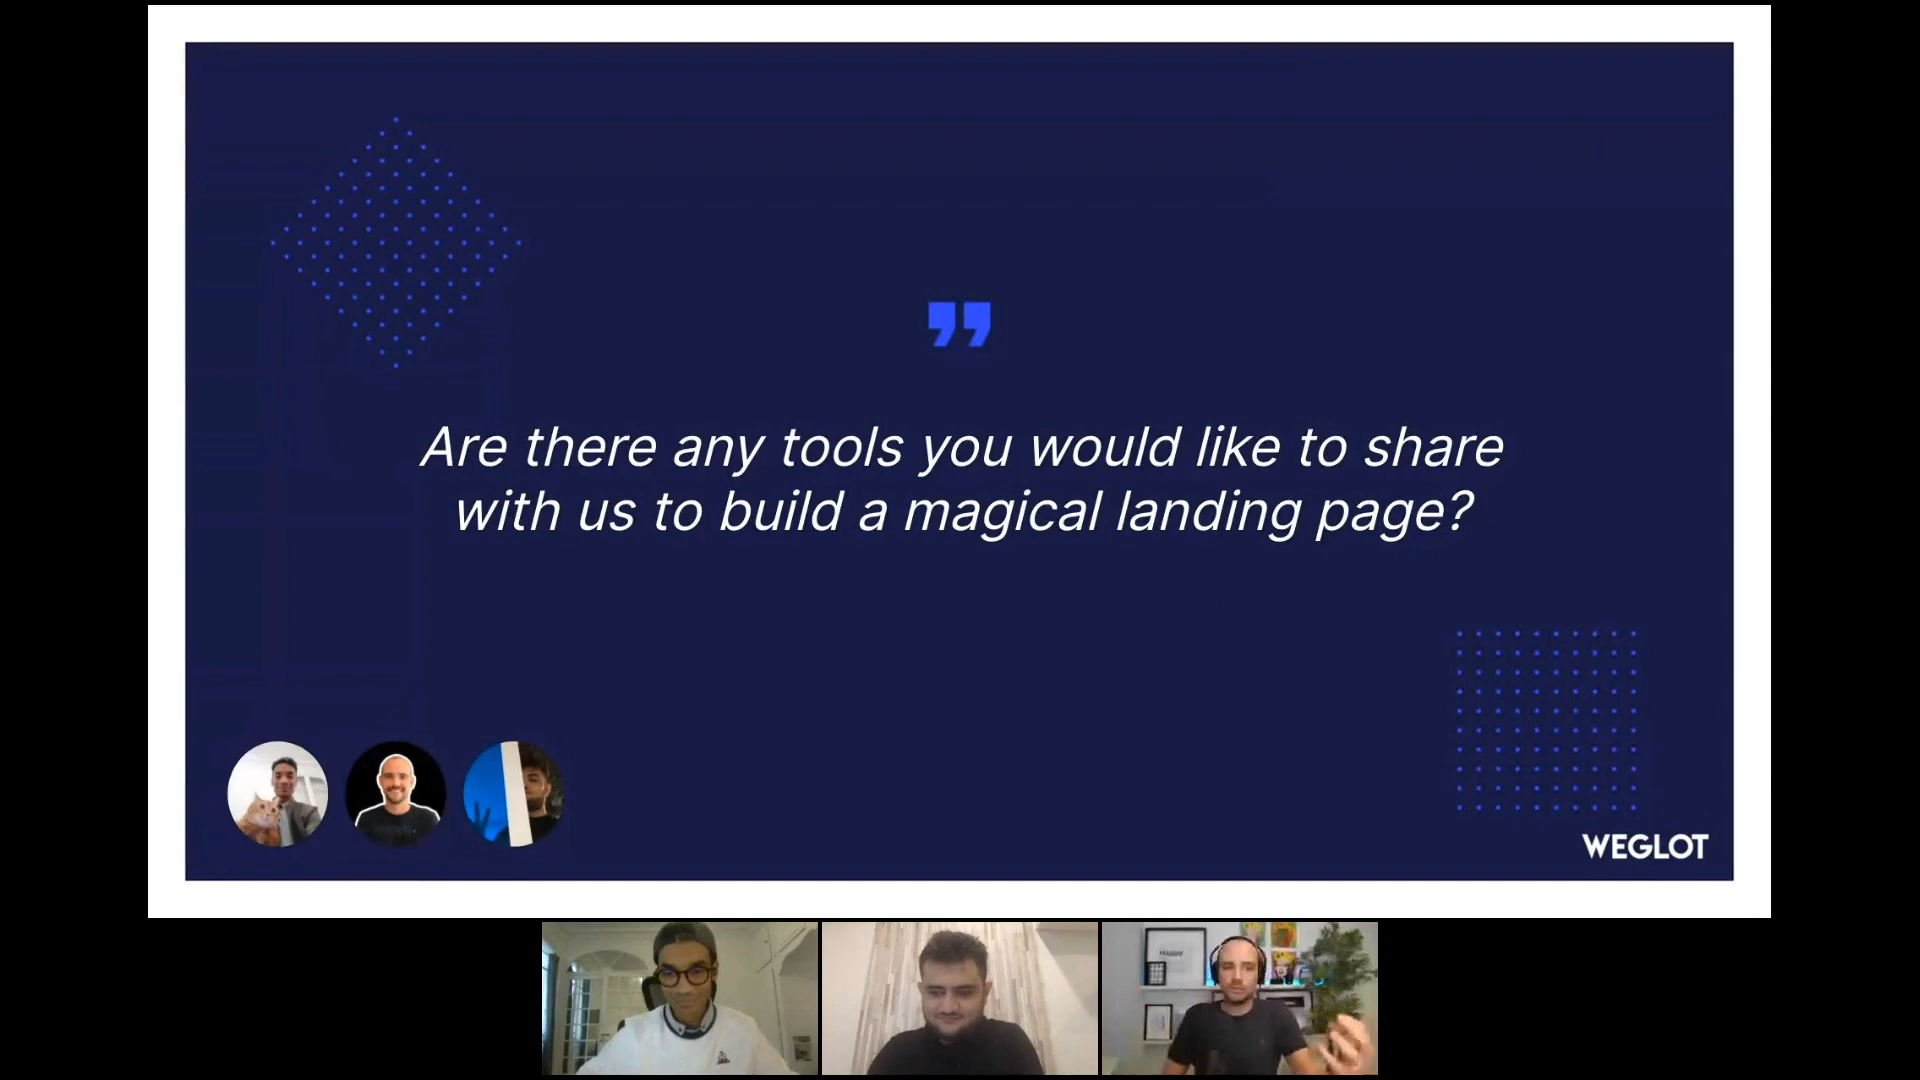 Are there any tools you would like to share
with us to build a magical landing page?
WEGLOT